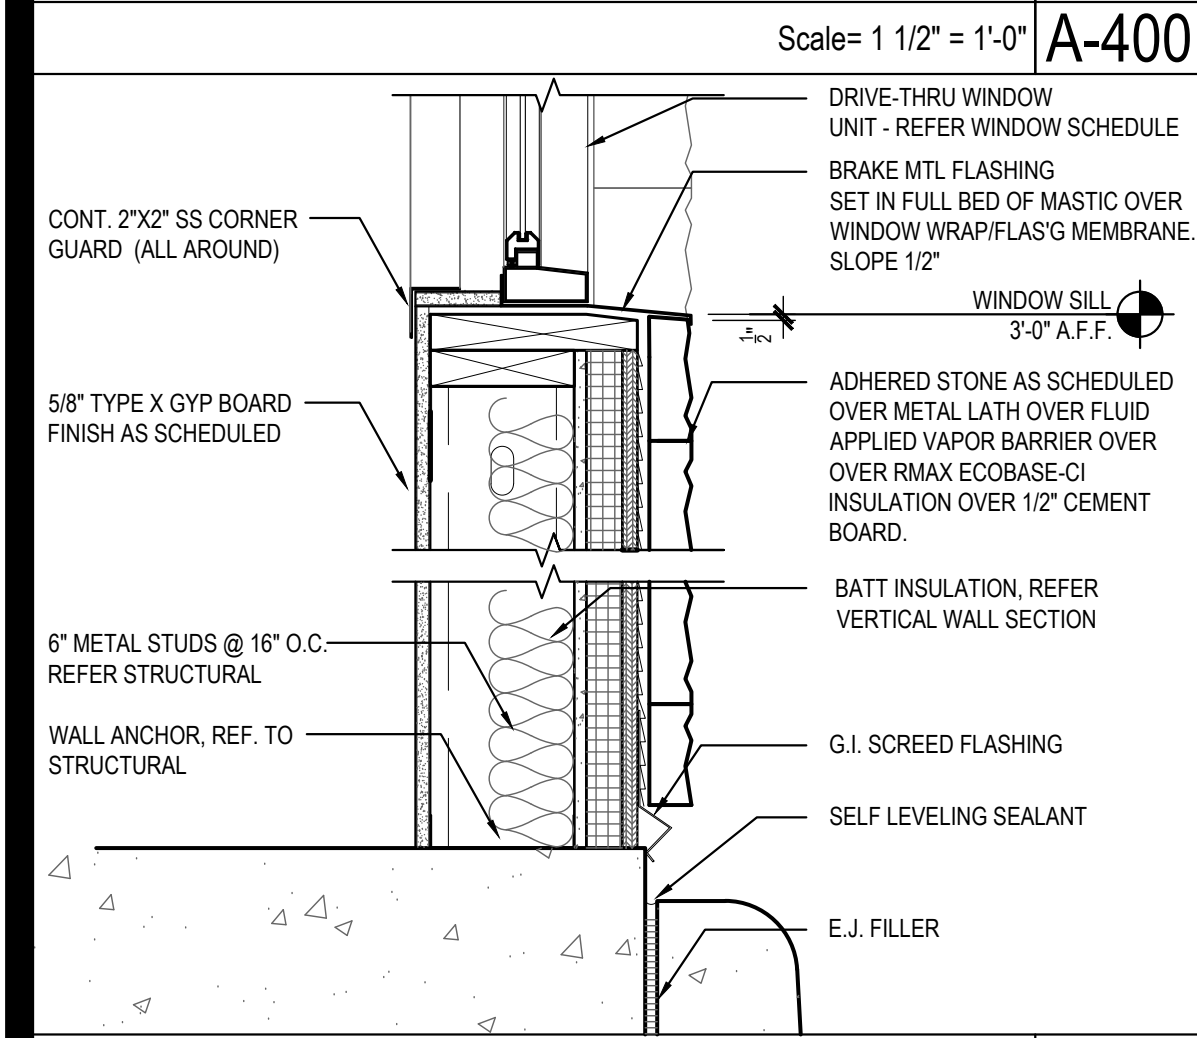 Scale= 1 1/2" = 1'-0"
A-400
DRIVE-THRU WINDOW
UNIT - REFER WINDOW SCHEDULE
BRAKE MTL FLASHING
SET IN FULL BED OF MASTIC OVER
WINDOW WRAP/FLAS'G MEMBRANE.
SLOPE 1/2"
CONT. 2"X2" SS CORNER
GUARD (ALL AROUND)
WINDOW SILL
3'-0" A.F.F.
1/2"
ADHERED STONE AS SCHEDULED
OVER METAL LATH OVER FLUID
APPLIED VAPOR BARRIER OVER
OVER RMAX ECOBASE-CI
INSULATION OVER 1/2" CEMENT
BOARD.
5/8" TYPE X GYP BOARD
FINISH AS SCHEDULED
BATT INSULATION, REFER
VERTICAL WALL SECTION
6" METAL STUDS @ 16" O.C.
REFER STRUCTURAL
WALL ANCHOR, REF. TO
STRUCTURAL
G.I. SCREED FLASHING
SELF LEVELING SEALANT
E.J. FILLER